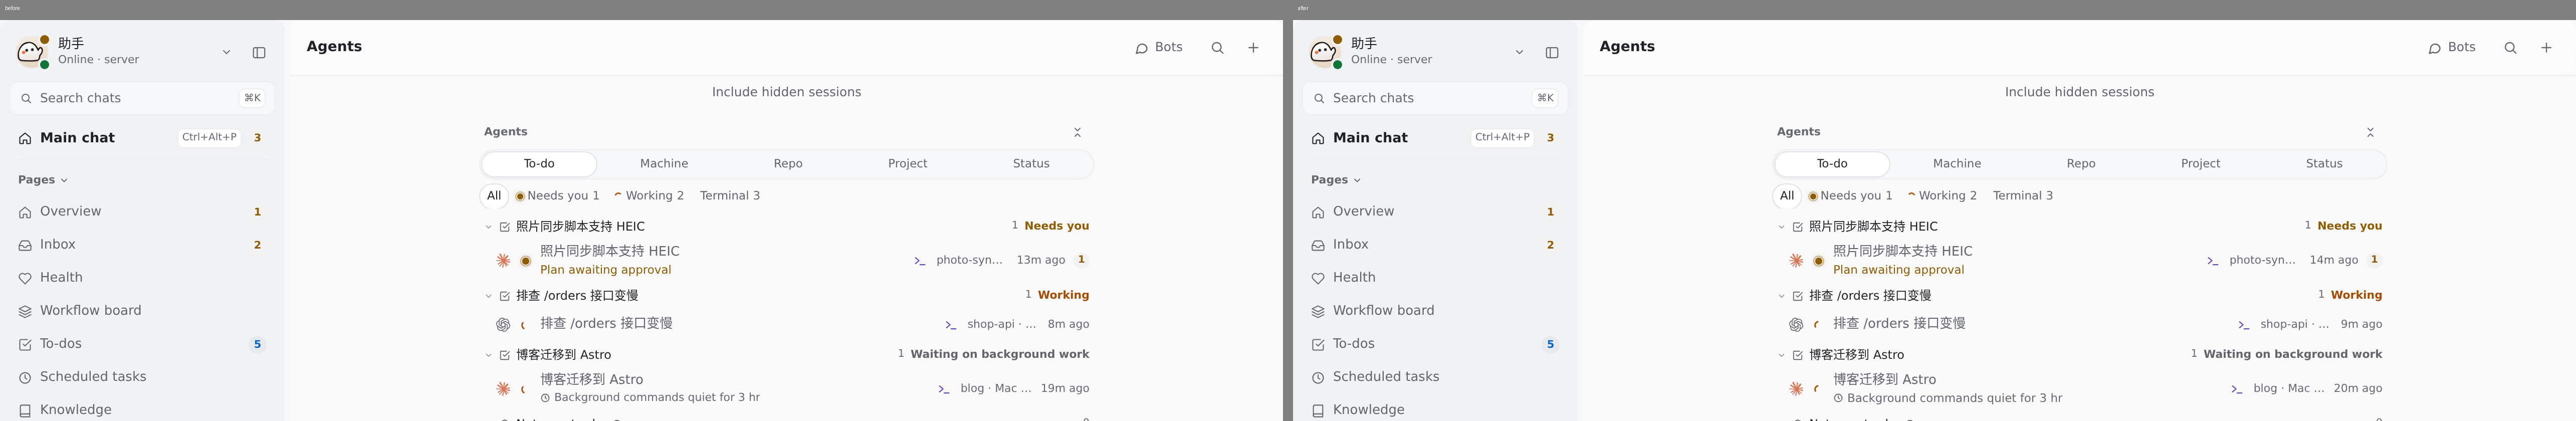 before
助手
Online · server
Search chats ⌘K
Main chat Ctrl+Alt+P 3
Pages
Overview 1
Inbox 2
Health
Workflow board
To-dos 5
Scheduled tasks
Knowledge
Agents Bots
Include hidden sessions
Agents
To-do Machine Repo Project Status
All Needs you 1 Working 2 Terminal 3
照片同步脚本支持 HEIC 1 Needs you
照片同步脚本支持 HEIC photo-syn... 13m ago 1
Plan awaiting approval
排查 /orders 接口变慢 1 Working
排查 /orders 接口变慢 shop-api · ... 8m ago
博客迁移到 Astro 1 Waiting on background work
博客迁移到 Astro blog · Mac ... 19m ago
Background commands quiet for 3 hr
after
助手
Online · server
Search chats ⌘K
Main chat Ctrl+Alt+P 3
Pages
Overview 1
Inbox 2
Health
Workflow board
To-dos 5
Scheduled tasks
Knowledge
Agents Bots
Include hidden sessions
Agents
To-do Machine Repo Project Status
All Needs you 1 Working 2 Terminal 3
照片同步脚本支持 HEIC 1 Needs you
照片同步脚本支持 HEIC photo-syn... 14m ago 1
Plan awaiting approval
排查 /orders 接口变慢 1 Working
排查 /orders 接口变慢 shop-api · ... 9m ago
博客迁移到 Astro 1 Waiting on background work
博客迁移到 Astro blog · Mac ... 20m ago
Background commands quiet for 3 hr